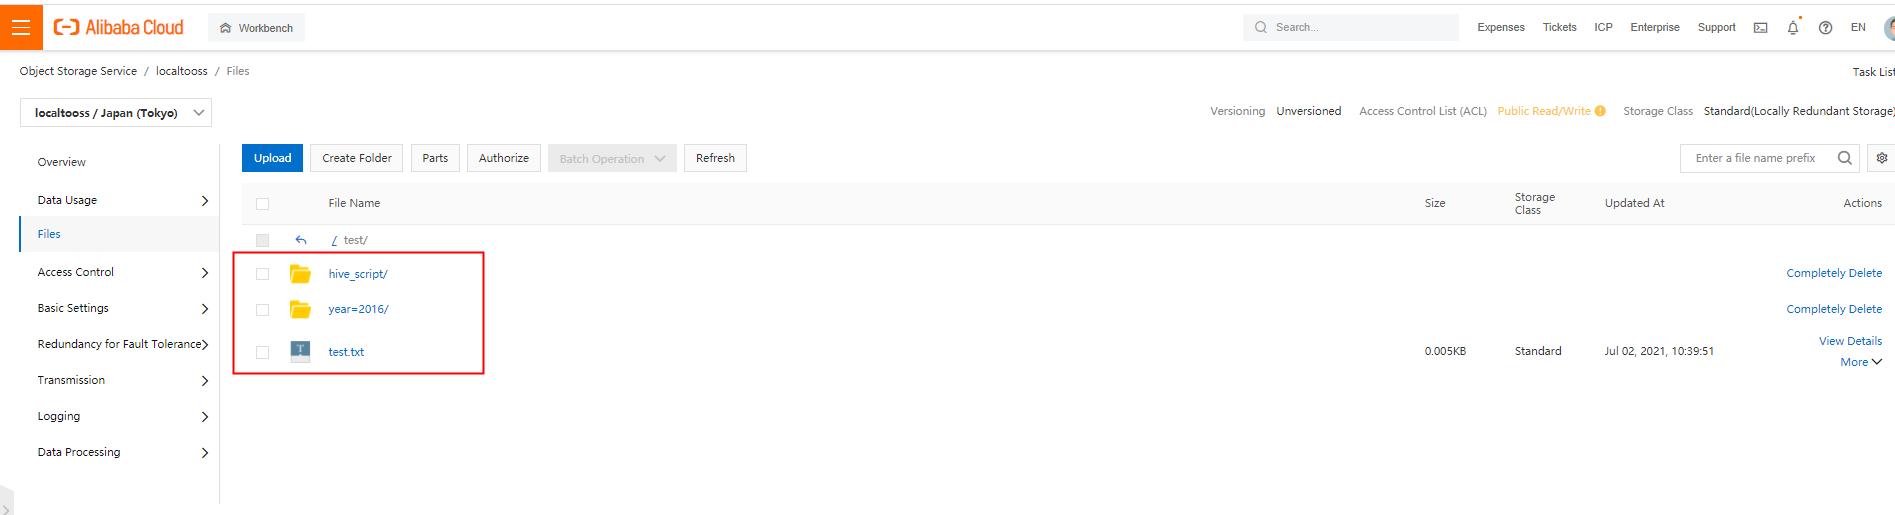 Alibaba Cloud Workbench Search... Expenses Tickets ICP Enterprise Support EN
Object Storage Service / localtooss / Files Task List
localtooss / Japan (Tokyo) Versioning Unversioned Access Control List (ACL) Public Read/Write Storage Class Standard(Locally Redundant Storage)
Overview
Data Usage
Files
Access Control
Basic Settings
Redundancy for Fault Tolerance
Transmission
Logging
Data Processing
Upload Create Folder Parts Authorize Batch Operation Refresh Enter a file name prefix
File Name Size Storage Class Updated At Actions
/ test/
hive_script/ Completely Delete
year=2016/ Completely Delete
test.txt 0.005KB Standard Jul 02, 2021, 10:39:51 View Details
More